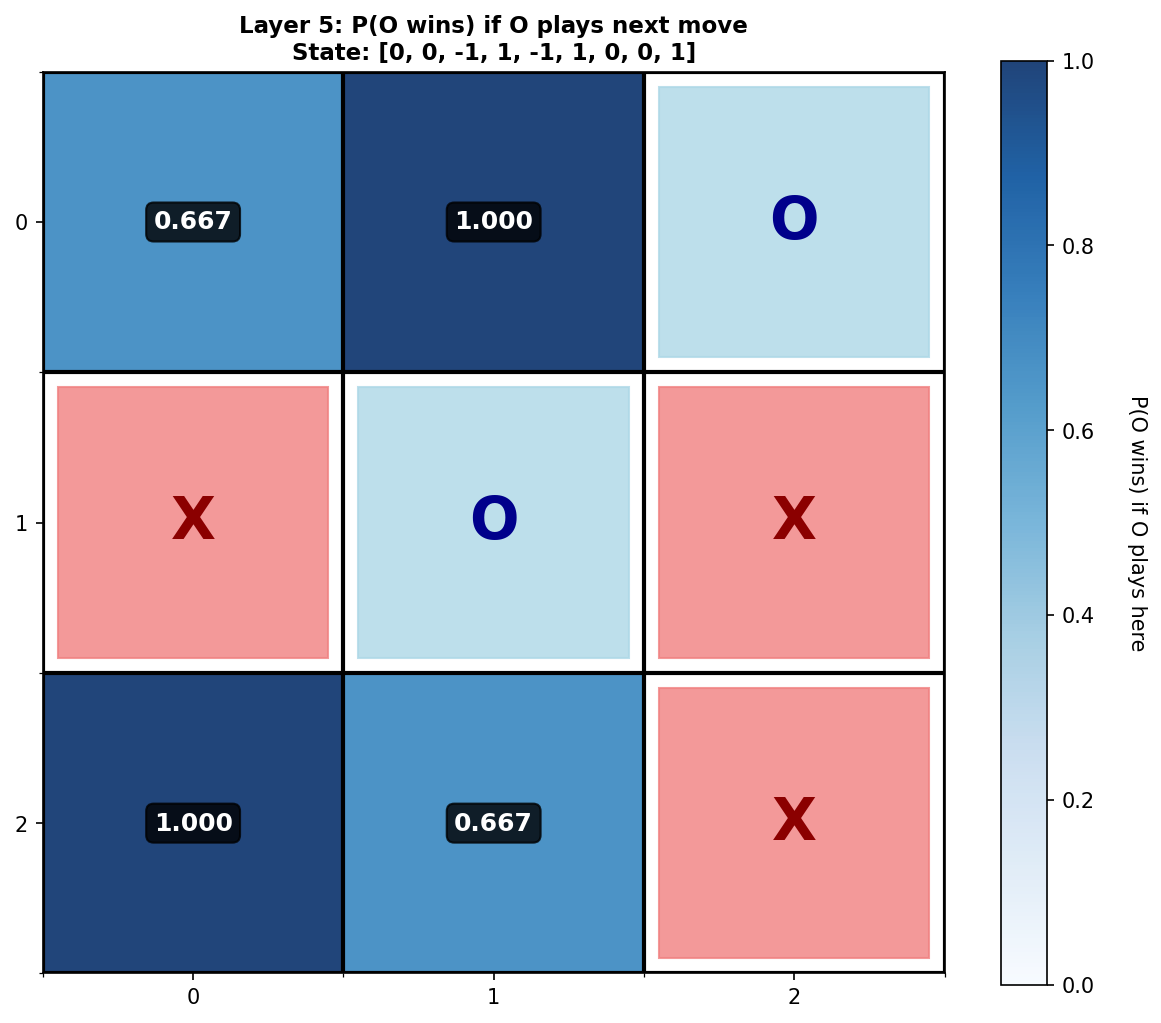 Layer 5: P(O wins) if O plays next move
State: [0, 0, -1, 1, -1, 1, 0, 0, 1]
0
0.667
1.000
O
1
X
O
X
2
1.000
0.667
X
0
1
2
1.0
0.8
0.6
0.4
0.2
0.0
P(O wins) if O plays here